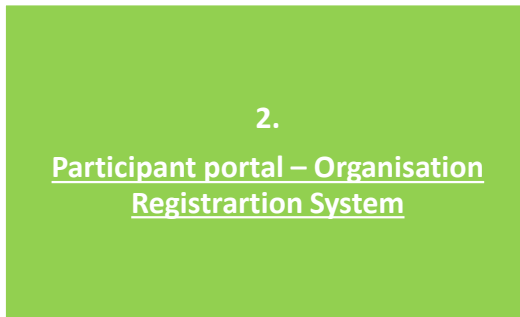 2.
Participant portal – Organisation
Registrartion System